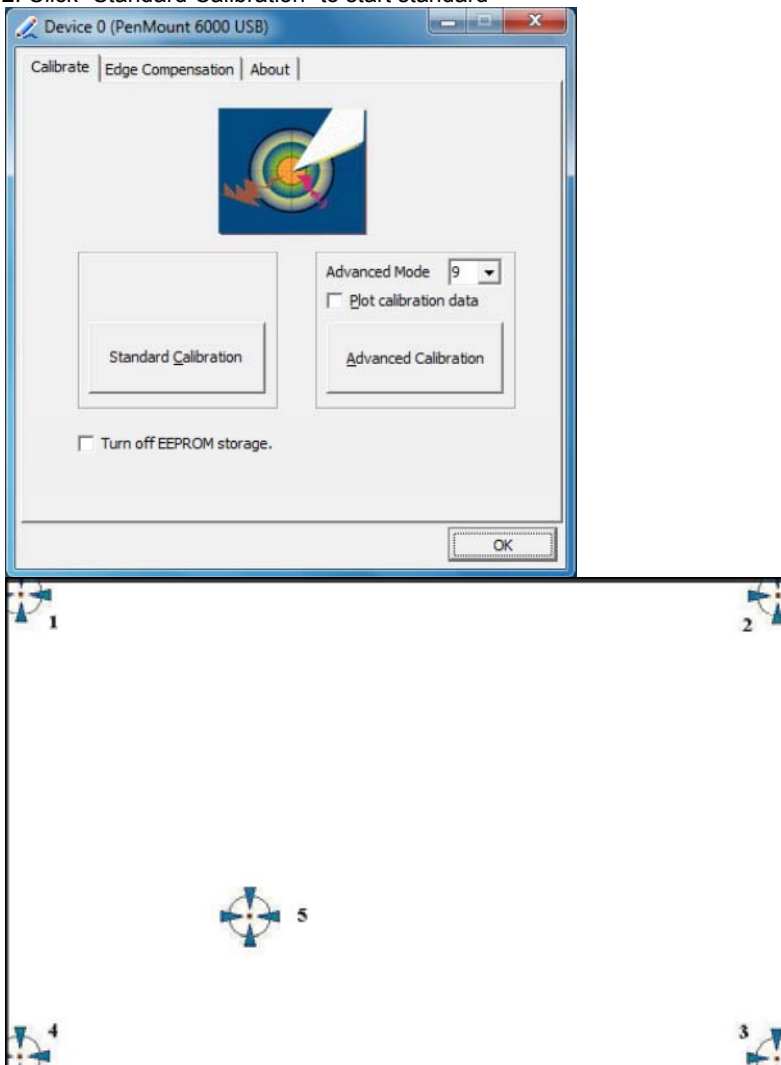 2. Click "Standard Calibration" to start standard
Device 0 (PenMount 6000 USB)
Calibrate Edge Compensation About
Advanced Mode 9
Plot calibration data
Standard Calibration
Advanced Calibration
Turn off EEPROM storage.
OK
1
2
5
4
3